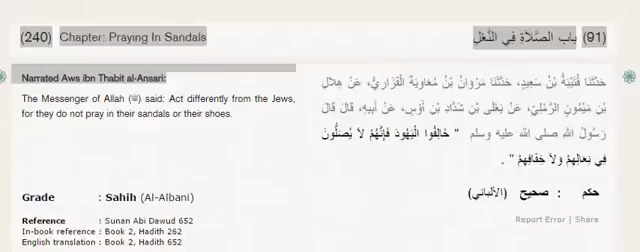 (240) Chapter: Praying In Sandals
(91) باب الصَّلاَةِ فِي النَّعْلِ
Narrated Aws ibn Thabit al-Ansari:
The Messenger of Allah (ﷺ) said: Act differently from the Jews,
for they do not pray in their sandals or their shoes.
حَدَّثَنَا قُتَيْبَةُ بْنُ سَعِيدٍ، حَدَّثَنَا مَرْوَانُ بْنُ مُعَاوِيَةَ الْفَزَارِيُّ، عَنْ هِلاَلِ
بْنِ مَيْمُونٍ الرَّمْلِيِّ، عَنْ يَعْلَى بْنِ شَدَّادِ بْنِ أَوْسٍ، عَنْ أَبِيهِ، قَالَ قَالَ
رَسُولُ اللَّهِ صلى الله عليه وسلم " خَالِفُوا الْيَهُودَ فَإِنَّهُمْ لاَ يُصَلُّونَ
فِي نِعَالِهِمْ وَلاَ خِفَافِهِمْ " .
Grade : Sahih (Al-Albani)
حكم : صحيح (الألباني)
Reference : Sunan Abi Dawud 652
In-book reference : Book 2, Hadith 262
English translation : Book 2, Hadith 652
Report Error | Share